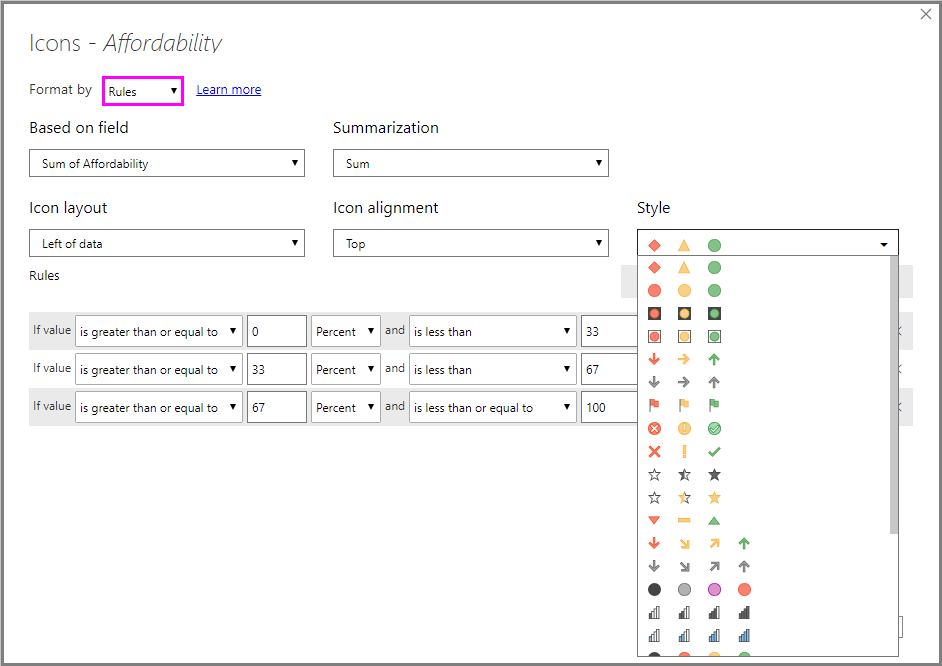 Icons - Affordability
Format by Rules Learn more
Based on field Summarization
Sum of Affordability Sum
Icon layout Icon alignment Style
Left of data Top
Rules
If value is greater than or equal to 0 Percent and is less than 33
If value is greater than or equal to 33 Percent and is less than 67
If value is greater than or equal to 67 Percent and is less than or equal to 100